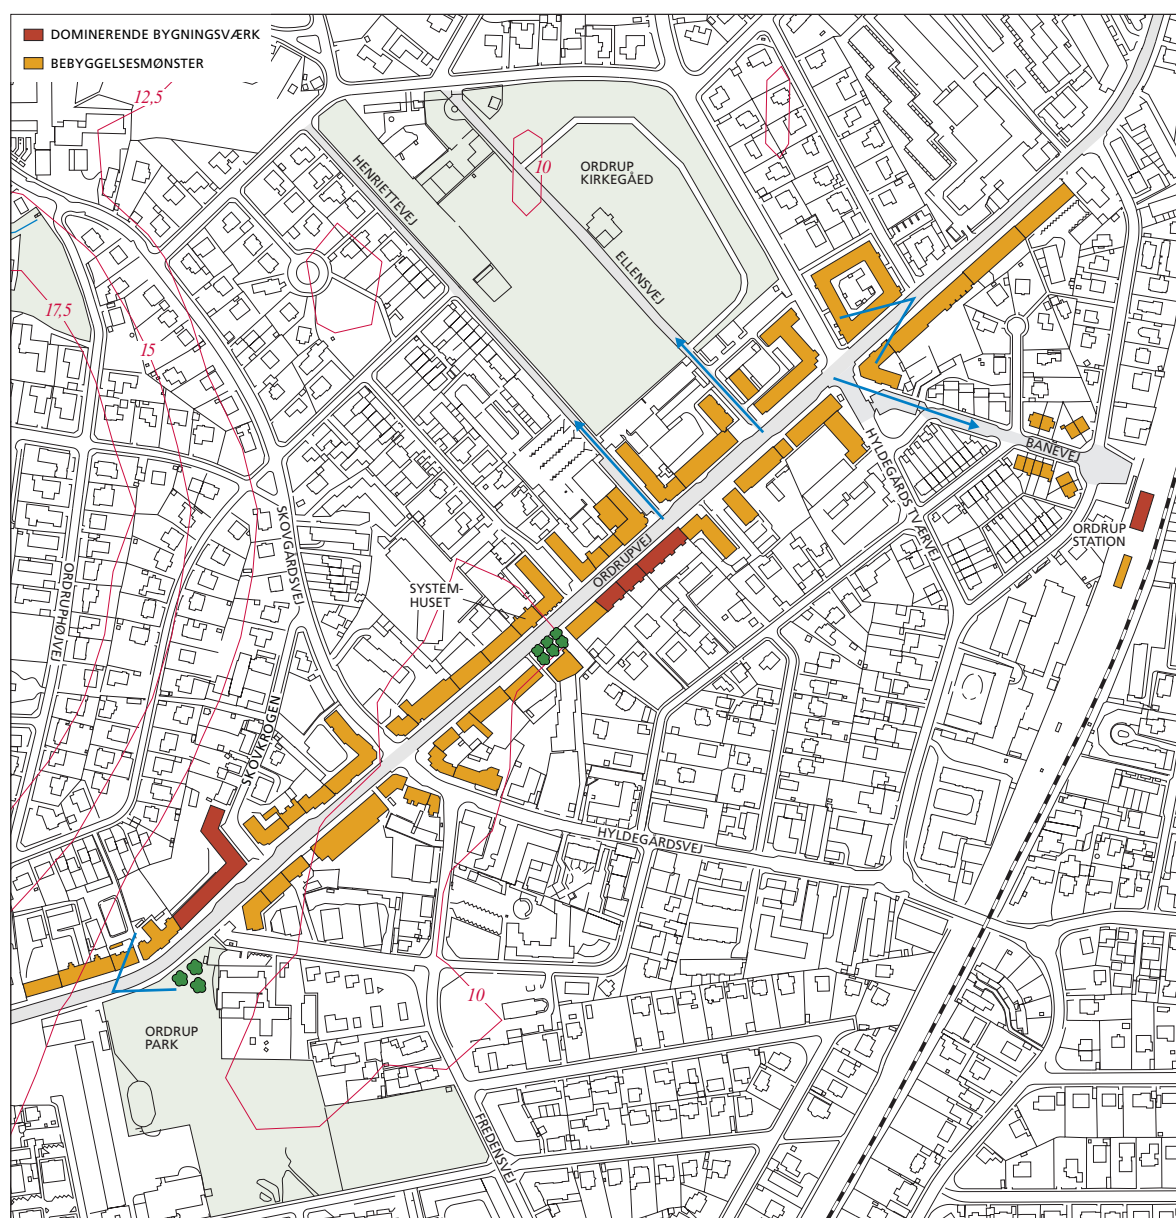 DOMINERENDE BYGNINGSVÆRK
BEBYGGELSESMØNSTER
12,5
HENRIETTEVEJ
10
ORDRUP
KIRKEGÅED
ELLENSVEJ
17,5
15
BANEVEJ
HYLDEGARDS TVÆRVEJ
SKOVGÅRDSVEJ
ORDRUPHØJVEJ
ORDRUPVEJ
ORDRUP
STATION
SYSTEM-
HUSET
SKOVKROGEN
HYLDEGÅRDSVEJ
10
ORDRUP
PARK
FREDENSVEJ